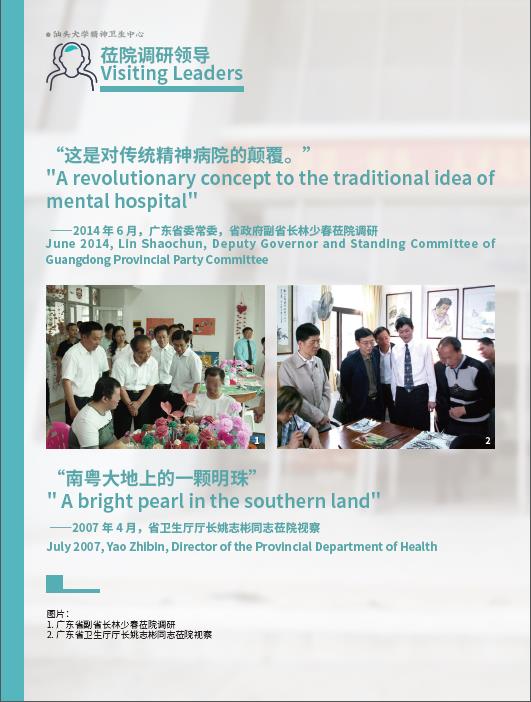 汕头大学精神卫生中心
莅院调研领导
Visiting Leaders
“这是对传统精神病院的颠覆。”
"A revolutionary concept to the traditional idea of
mental hospital"
——2014 年 6 月，广东省委常委，省政府副省长林少春莅院调研
June 2014, Lin Shaochun, Deputy Governor and Standing Committee of
Guangdong Provincial Party Committee
1
2
“南粤大地上的一颗明珠”
" A bright pearl in the southern land"
——2007 年 4 月，省卫生厅厅长姚志彬同志莅院视察
July 2007, Yao Zhibin, Director of the Provincial Department of Health
图片：
1. 广东省副省长林少春莅院调研
2. 广东省卫生厅厅长姚志彬同志莅院视察